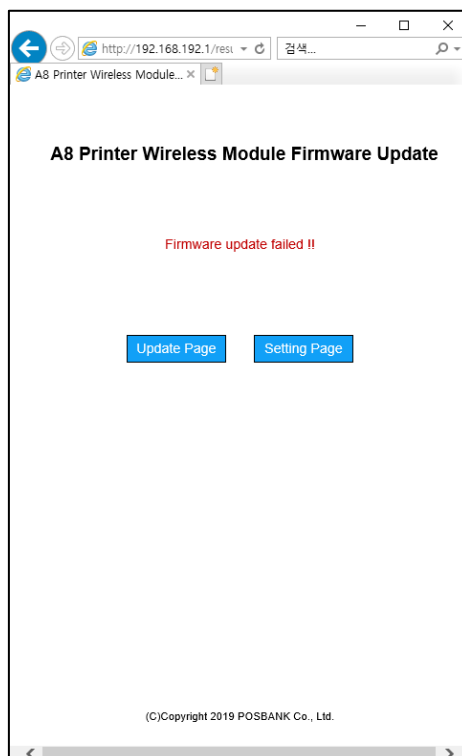 http://192.168.192.1/resu
검색...
A8 Printer Wireless Module...
A8 Printer Wireless Module Firmware Update
Firmware update failed !!
Update Page
Setting Page
(C)Copyright 2019 POSBANK Co., Ltd.